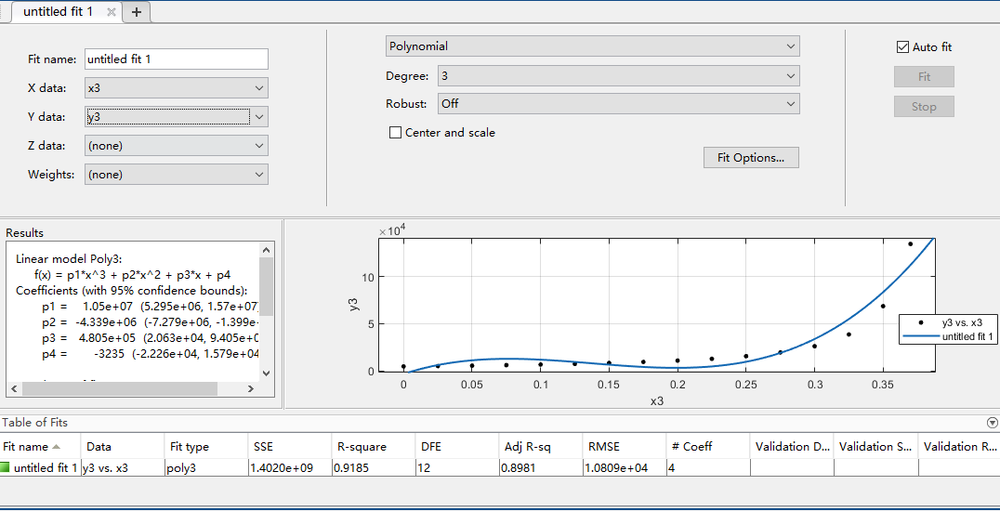 untitled fit 1
Fit name: untitled fit 1
X data: x3
Y data: y3
Z data: (none)
Weights: (none)
Polynomial
Degree: 3
Robust: Off
Center and scale
Fit Options...
Auto fit
Fit
Stop
Results
Linear model Poly3:
f(x) = p1*x^3 + p2*x^2 + p3*x + p4
Coefficients (with 95% confidence bounds):
p1 = 1.05e+07 (5.295e+06, 1.57e+07
p2 = -4.339e+06 (-7.279e+06, -1.399e-
p3 = 4.805e+05 (2.063e+04, 9.405e+0
p4 = -3235 (-2.226e+04, 1.579e+04
×10^4
10
5
0
y3
0 0.05 0.1 0.15 0.2 0.25 0.3 0.35
x3
y3 vs. x3
untitled fit 1
Table of Fits
Fit name Data Fit type SSE R-square DFE Adj R-sq RMSE # Coeff Validation D... Validation S... Validation R...
untitled fit 1 y3 vs. x3 poly3 1.4020e+09 0.9185 12 0.8981 1.0809e+04 4